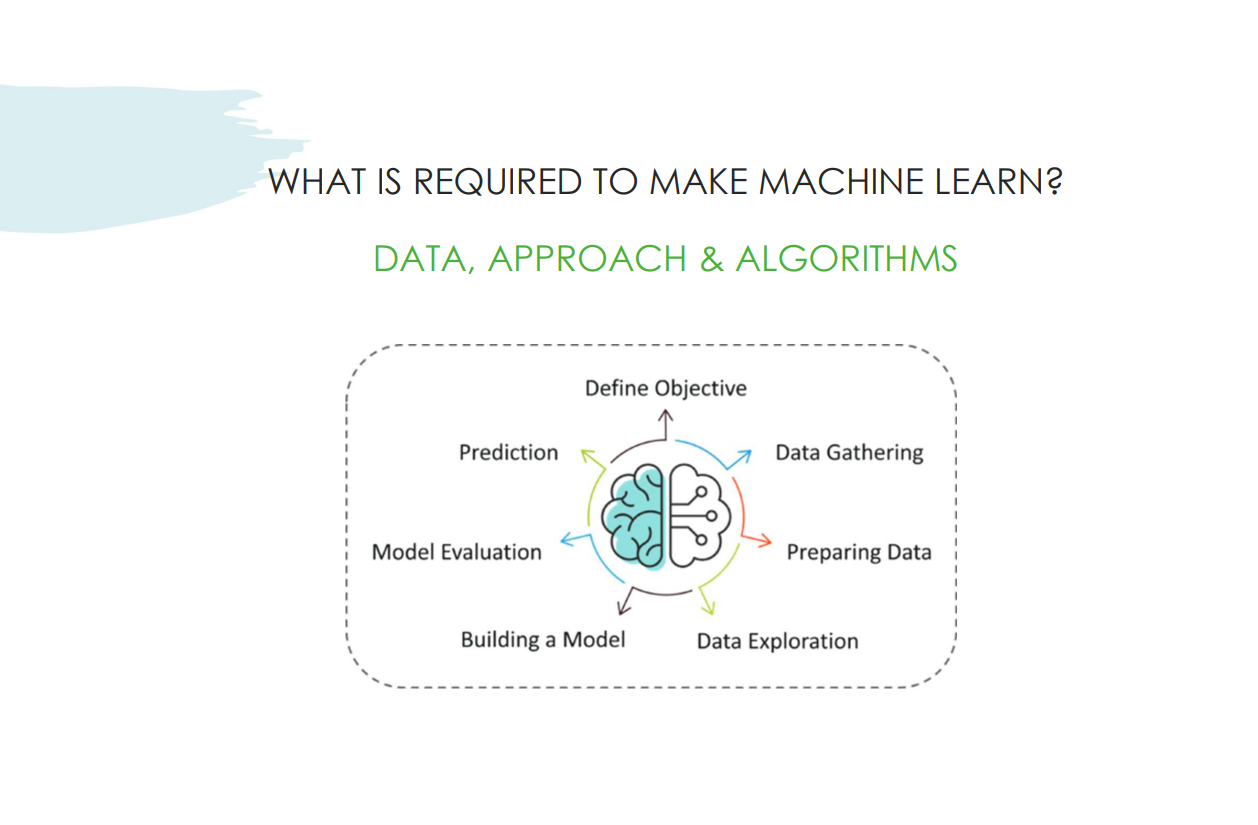 WHAT IS REQUIRED TO MAKE MACHINE LEARN?
DATA, APPROACH & ALGORITHMS
Define Objective
Prediction
Data Gathering
Model Evaluation
Preparing Data
Building a Model
Data Exploration